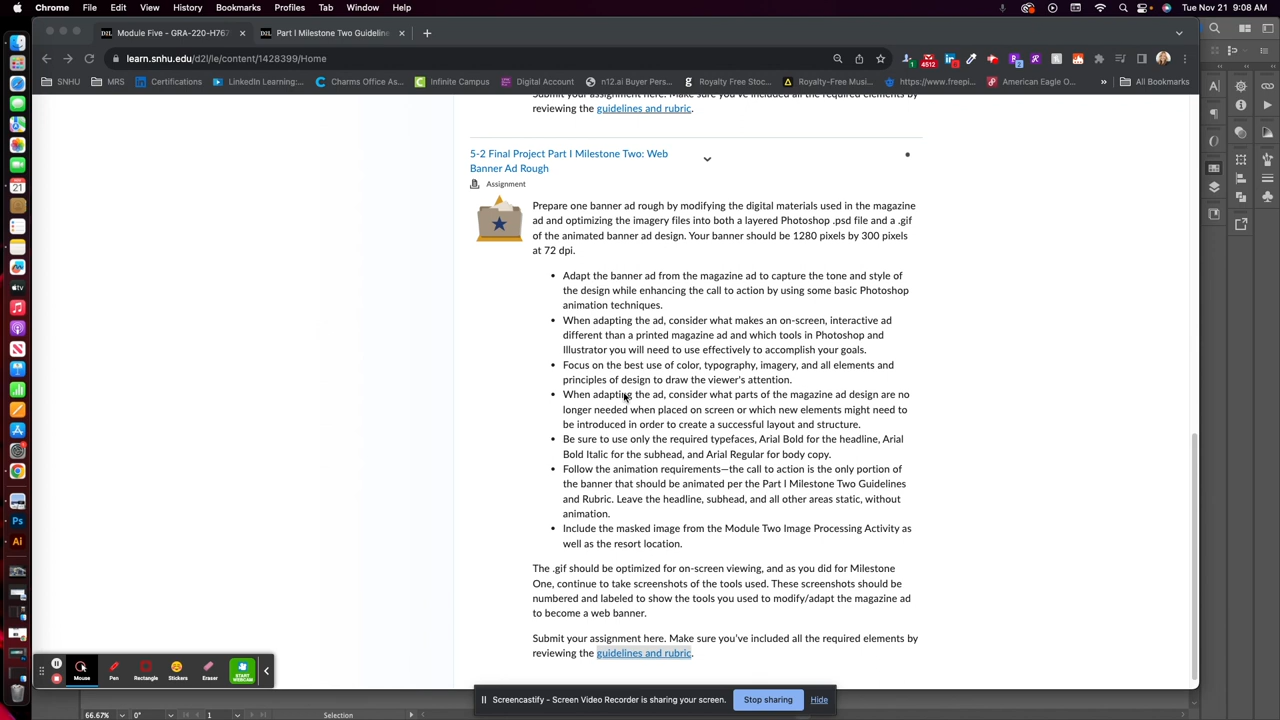 Chrome File Edit View History Bookmarks Profiles Tab Window Help Tue Nov 21 9:08 AM
Module Five - GRA-220-H767 Part I Milestone Two Guideline
learn.snhu.edu/d2l/le/content/1428399/Home
SNHU MRS Certifications LinkedIn Learning:... Charms Office As... Infinite Campus Digital Account n12.ai Buyer Pers... Royalty Free Stoc... Royalty-Free Musi... https://www.freepi... American Eagle O... » All Bookmarks
Submit your assignment here. Make sure you've included all the required elements by
reviewing the guidelines and rubric.
5-2 Final Project Part I Milestone Two: Web
Banner Ad Rough
Assignment
Prepare one banner ad rough by modifying the digital materials used in the magazine
ad and optimizing the imagery files into both a layered Photoshop .psd file and a .gif
of the animated banner ad design. Your banner should be 1280 pixels by 300 pixels
at 72 dpi.
• Adapt the banner ad from the magazine ad to capture the tone and style of
the design while enhancing the call to action by using some basic Photoshop
animation techniques.
• When adapting the ad, consider what makes an on-screen, interactive ad
different than a printed magazine ad and which tools in Photoshop and
Illustrator you will need to use effectively to accomplish your goals.
• Focus on the best use of color, typography, imagery, and all elements and
principles of design to draw the viewer's attention.
• When adapting the ad, consider what parts of the magazine ad design are no
longer needed when placed on screen or which new elements might need to
be introduced in order to create a successful layout and structure.
• Be sure to use only the required typefaces, Arial Bold for the headline, Arial
Bold Italic for the subhead, and Arial Regular for body copy.
• Follow the animation requirements—the call to action is the only portion of
the banner that should be animated per the Part I Milestone Two Guidelines
and Rubric. Leave the headline, subhead, and all other areas static, without
animation.
• Include the masked image from the Module Two Image Processing Activity as
well as the resort location.
The .gif should be optimized for on-screen viewing, and as you did for Milestone
One, continue to take screenshots of the tools used. These screenshots should be
numbered and labeled to show the tools you used to modify/adapt the magazine ad
to become a web banner.
Submit your assignment here. Make sure you've included all the required elements by
reviewing the guidelines and rubric.
Mouse Pen Rectangle Stickers Eraser START WEBCAM
Screencastify - Screen Video Recorder is sharing your screen. Stop sharing Hide
66.67% 0° 1 Selection